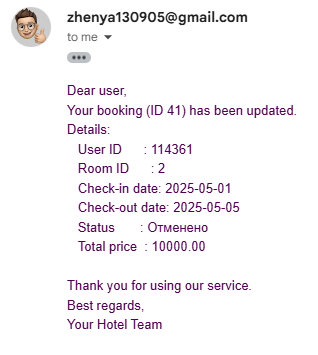 zhenya130905@gmail.com
to me
Dear user,
Your booking (ID 41) has been updated.
Details:
User ID : 114361
Room ID : 2
Check-in date: 2025-05-01
Check-out date: 2025-05-05
Status : Отменено
Total price : 10000.00
Thank you for using our service.
Best regards,
Your Hotel Team